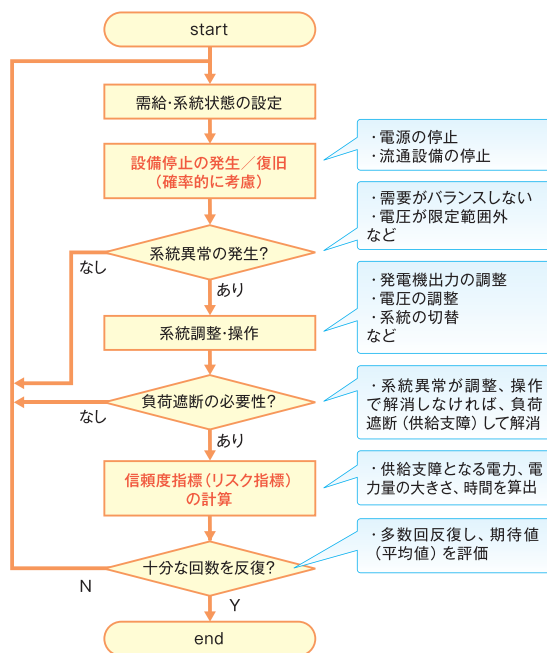 start
需給・系統状態の設定
設備停止の発生／復旧
（確率的に考慮）
・電源の停止
・流通設備の停止
・需要がバランスしない
・電圧が限定範囲外
など
系統異常の発生?
なし
あり
・発電機出力の調整
・電圧の調整
・系統の切替
など
系統調整・操作
負荷遮断の必要性?
なし
あり
・系統異常が調整、操作
で解消しなければ、負荷
遮断（供給支障）して解消
信頼度指標（リスク指標）
の計算
・供給支障となる電力、電
力量の大きさ、時間を算出
・多数回反復し、期待値
（平均値）を評価
十分な回数を反復?
N
Y
end